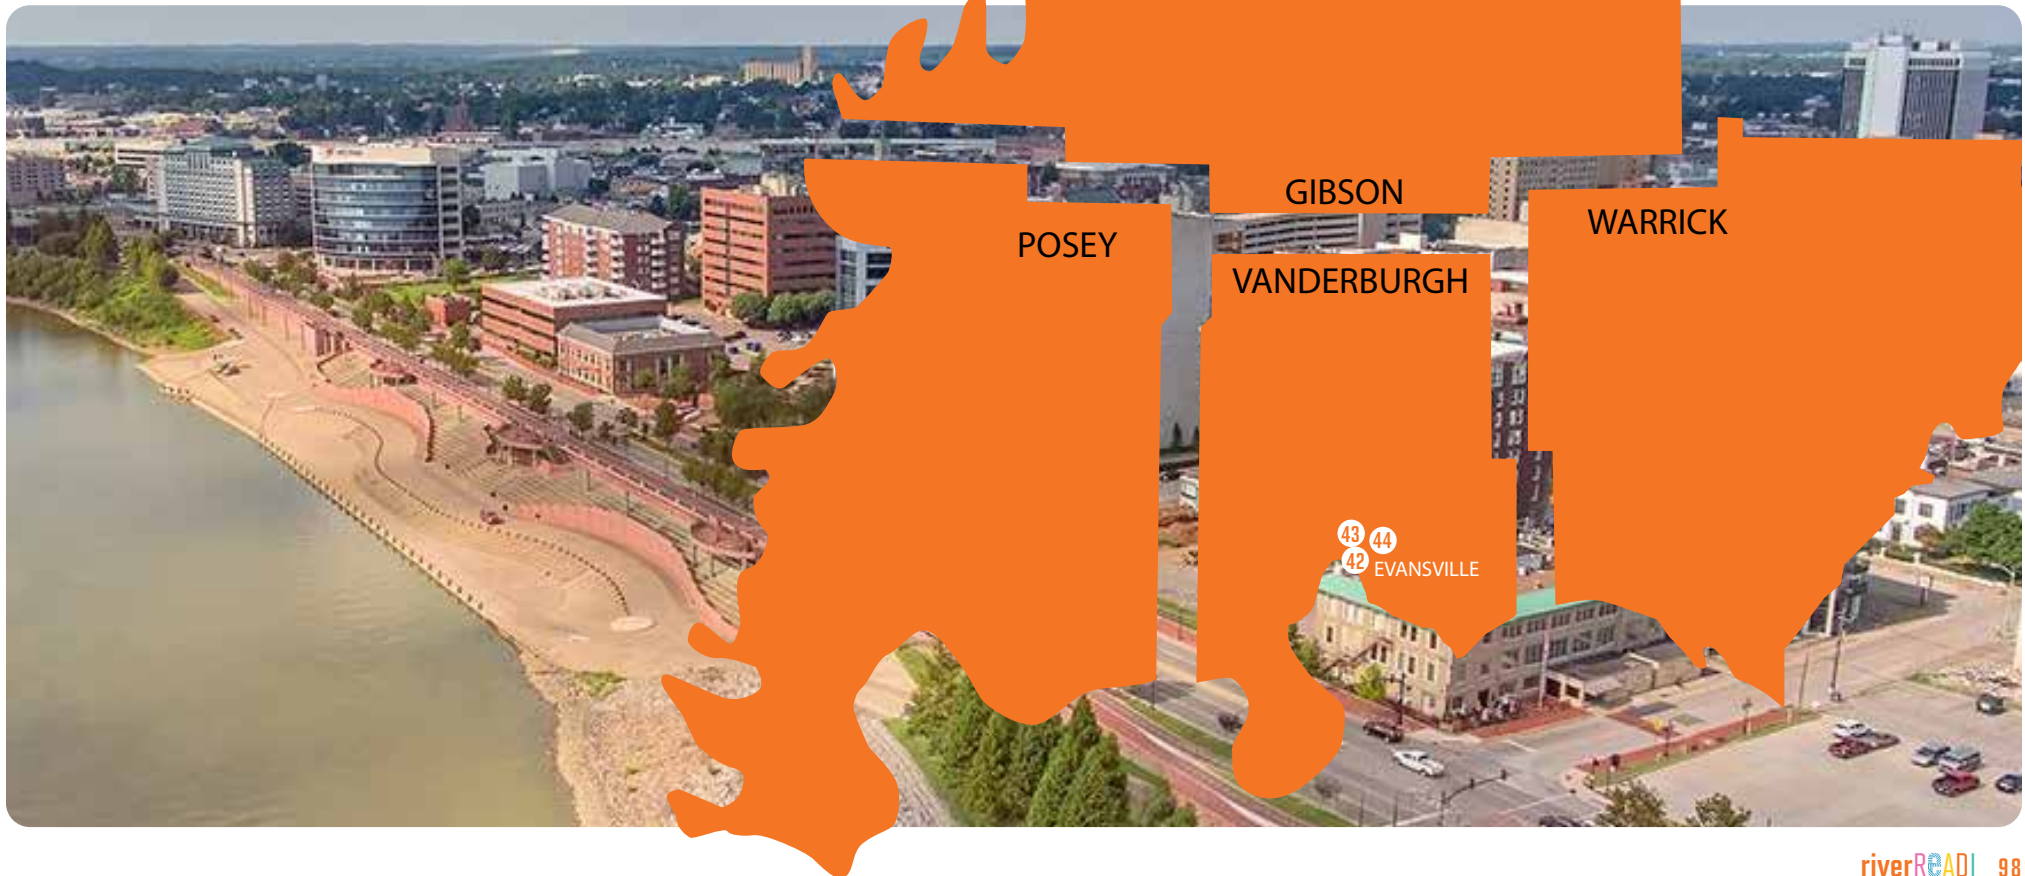 GIBSON
WARRICK
POSEY
VANDERBURGH
43
44
42
EVANSVILLE
riverREADI 98